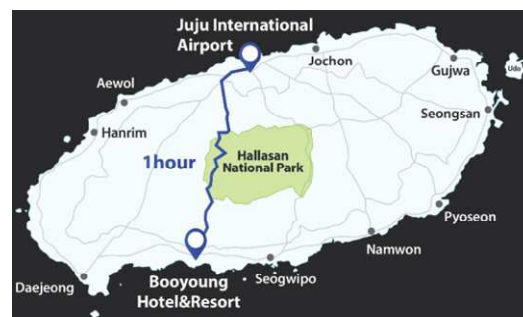 Juju International
Airport
Jochon
Gujwa
Udo
Aewol
Seongsan
Hanrim
1hour
Hallasan
National Park
Pyoseon
Namwon
Seogwipo
Booyoung
Hotel&Resort
Daejeong